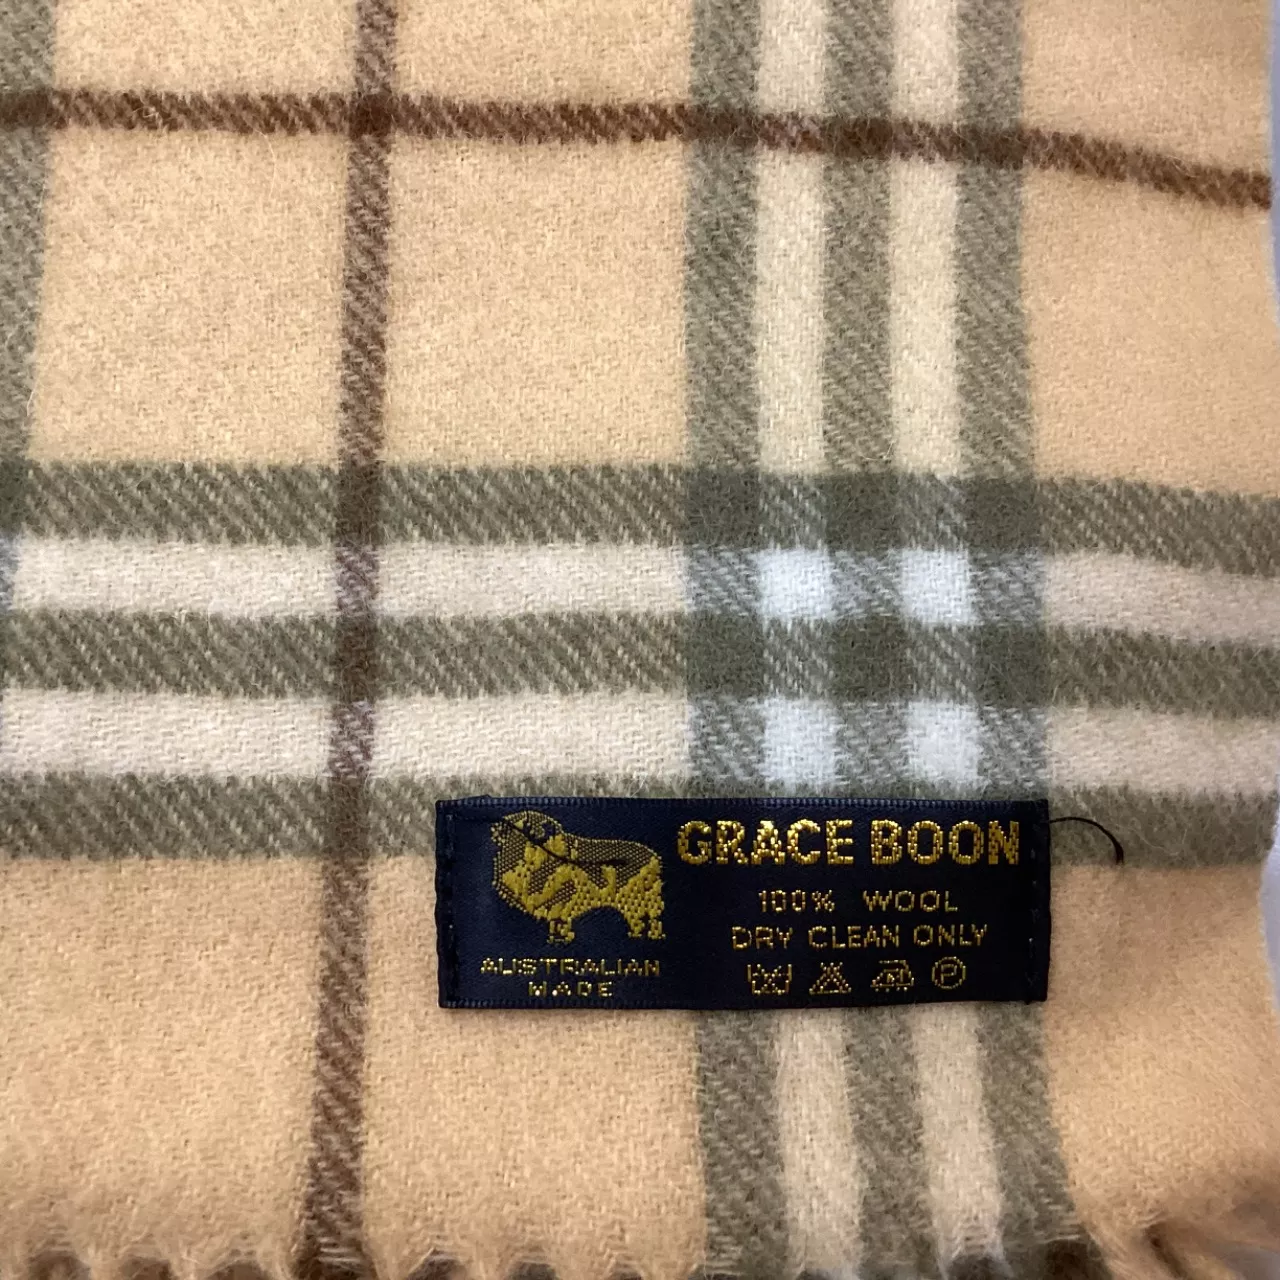 GRACE BOON
100% WOOL
DRY CLEAN ONLY
P
AUSTRALIAN
MADE